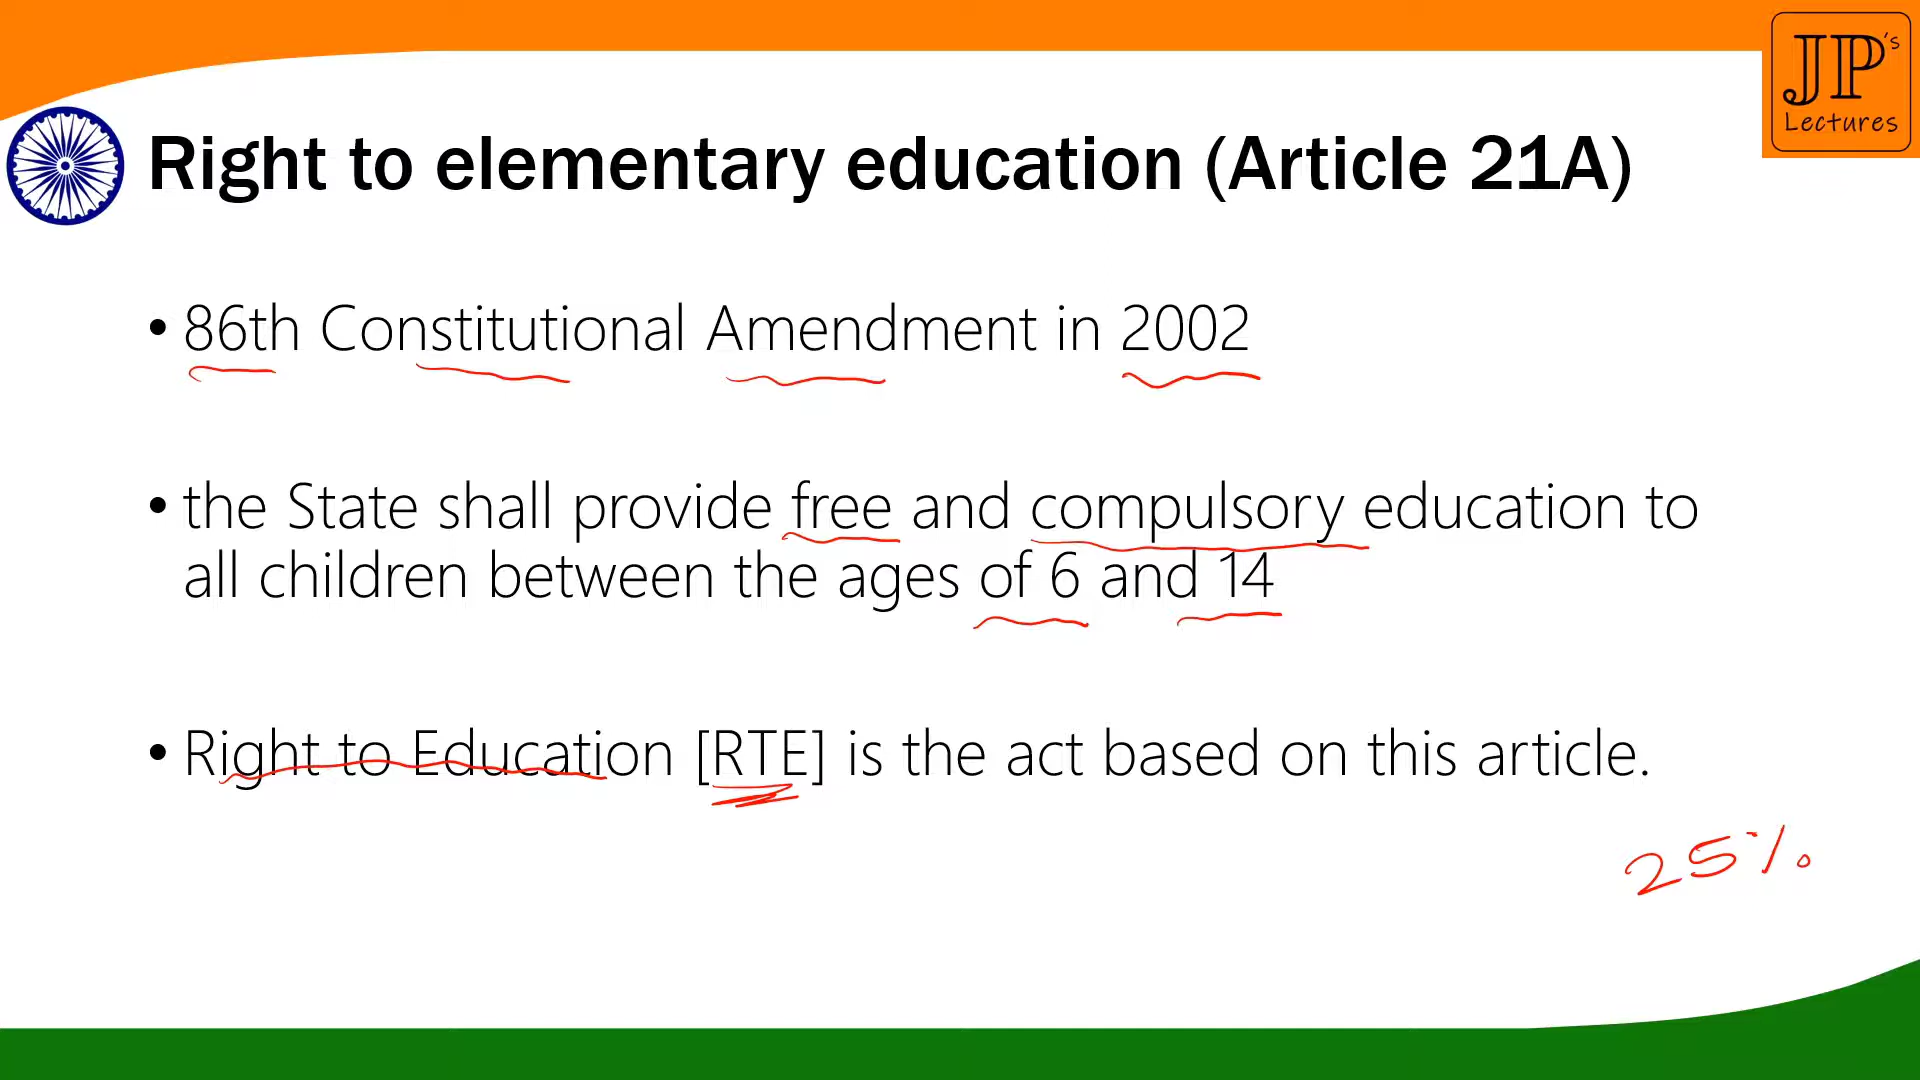 JP's
Lectures
Right to elementary education (Article 21A)
• 86th Constitutional Amendment in 2002
• the State shall provide free and compulsory education to
all children between the ages of 6 and 14
• Right to Education [RTE] is the act based on this article.
25%